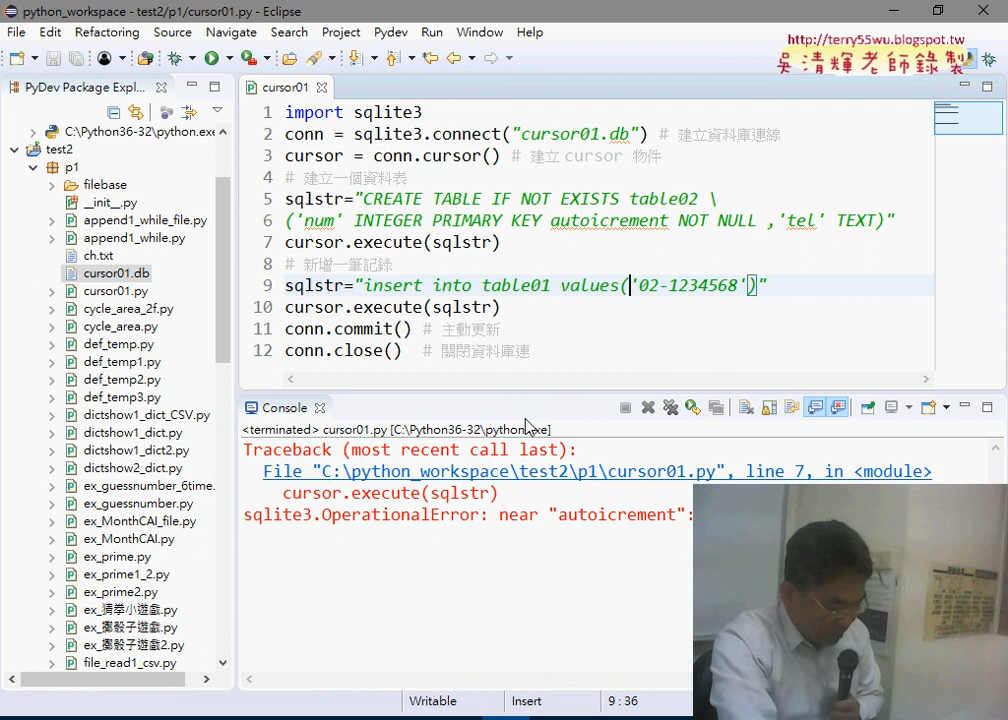 python_workspace - test2/p1/cursor01.py - Eclipse
File Edit Refactoring Source Navigate Search Project Pydev Run Window Help
http://terry55wu.blogspot.tw
吳清輝老師錄製
PyDev Package Expl...
cursor01
C:\Python36-32\python.exe
test2
p1
filebase
__init__.py
append1_while_file.py
append1_while.py
ch.txt
cursor01.db
cursor01.py
cycle_area_2f.py
cycle_area.py
def_temp.py
def_temp1.py
def_temp2.py
def_temp3.py
dictshow1_dict_CSV.py
dictshow1_dict.py
dictshow1_dict2.py
dictshow2_dict.py
ex_guessnumber_6time.
ex_guessnumber.py
ex_MonthCAI_file.py
ex_MonthCAI.py
ex_prime.py
ex_prime1_2.py
ex_prime2.py
ex_猜拳小遊戲.py
ex_擲骰子遊戲.py
ex_擲骰子遊戲2.py
file_read1_csv.py
1 import sqlite3
2 conn = sqlite3.connect("cursor01.db") # 建立資料庫連線
3 cursor = conn.cursor() # 建立 cursor 物件
4 # 建立一個資料表
5 sqlstr="CREATE TABLE IF NOT EXISTS table02 \
6 ('num' INTEGER PRIMARY KEY autoicrement NOT NULL ,'tel' TEXT)"
7 cursor.execute(sqlstr)
8 # 新增一筆記錄
9 sqlstr="insert into table01 values('02-1234568')"
10 cursor.execute(sqlstr)
11 conn.commit() # 主動更新
12 conn.close() # 關閉資料庫連
Console
<terminated> cursor01.py [C:\Python36-32\python.exe]
Traceback (most recent call last):
File "C:\python_workspace\test2\p1\cursor01.py", line 7, in <module>
cursor.execute(sqlstr)
sqlite3.OperationalError: near "autoicrement":
Writable Insert 9 : 36